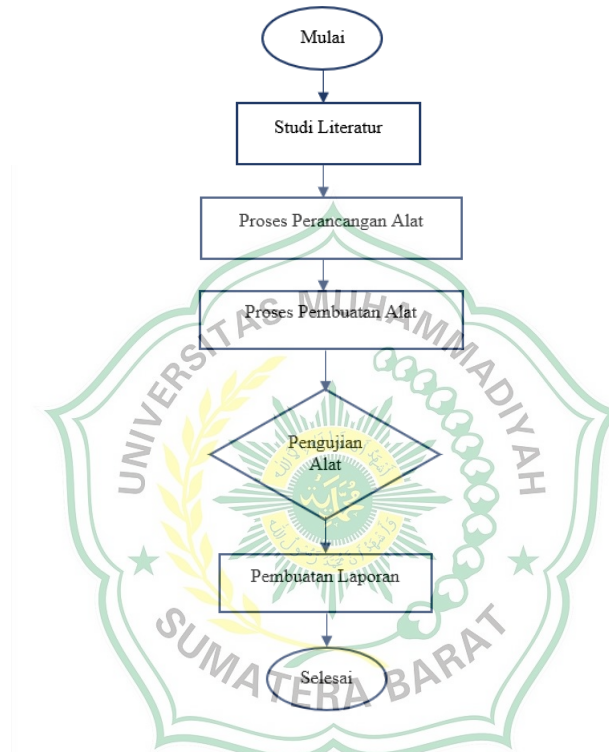 Mulai
Studi Literatur
Proses Perancangan Alat
Proses Pembuatan Alat
UNIVERSITAS MUHAMMADIYAH
Pengujian
Alat
Pembuatan Laporan
Selesai
SUMATERA BARAT